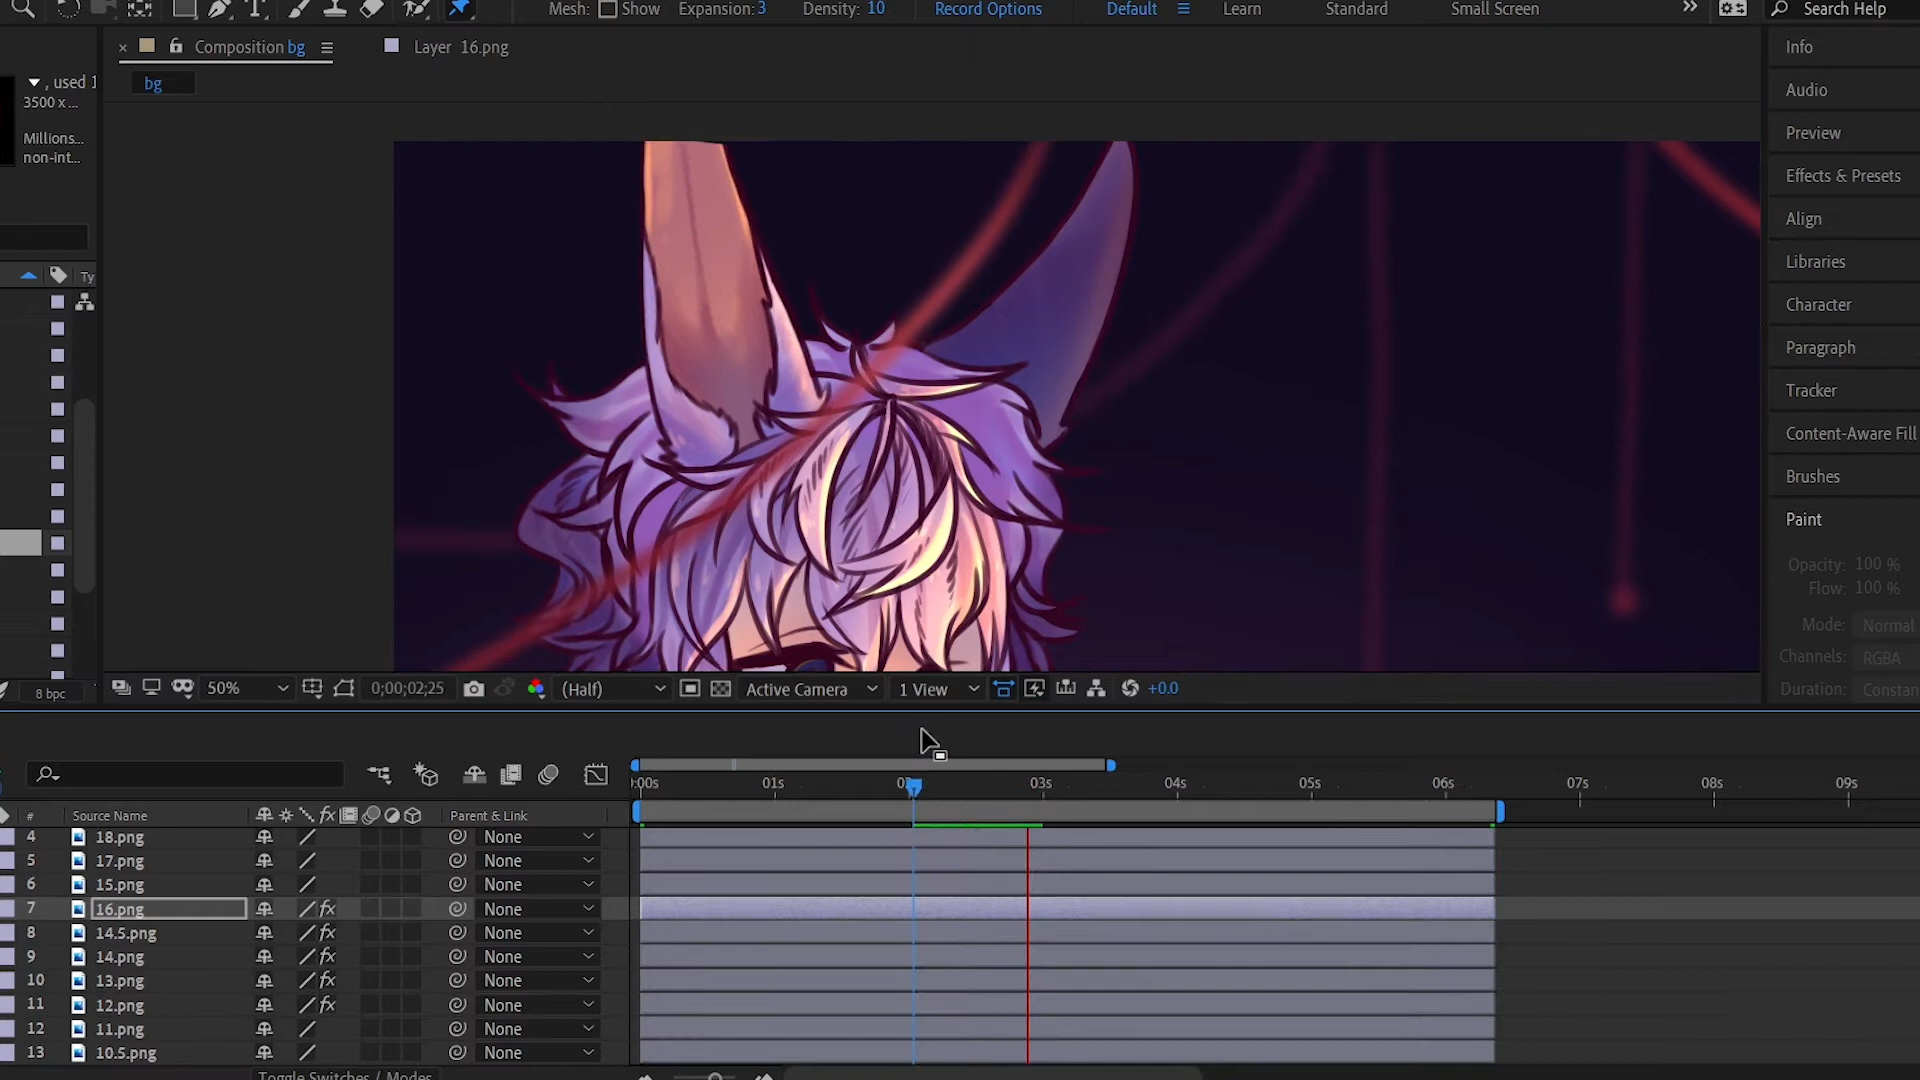 Mesh: Show Expansion: 3 Density: 10 Record Options Default Learn Standard Small Screen Search Help
Composition bg Layer 16.png
bg
, used 1
3500 x ...
Millions...
non-int...
Ty
Info
Audio
Preview
Effects & Presets
Align
Libraries
Character
Paragraph
Tracker
Content-Aware Fill
Brushes
Paint
Opacity: 100 %
Flow: 100 %
Mode: Normal
Channels: RGBA
Duration: Constan
8 bpc 50% 0;00;02;25 (Half) Active Camera 1 View +0.0
:00s 01s 03s 04s 05s 06s 07s 08s 09s
# Source Name fx Parent & Link
4 18.png None
5 17.png None
6 15.png None
7 16.png fx None
8 14.5.png fx None
9 14.png fx None
10 13.png fx None
11 12.png fx None
12 11.png None
13 10.5.png None
Toggle Switches / Modes